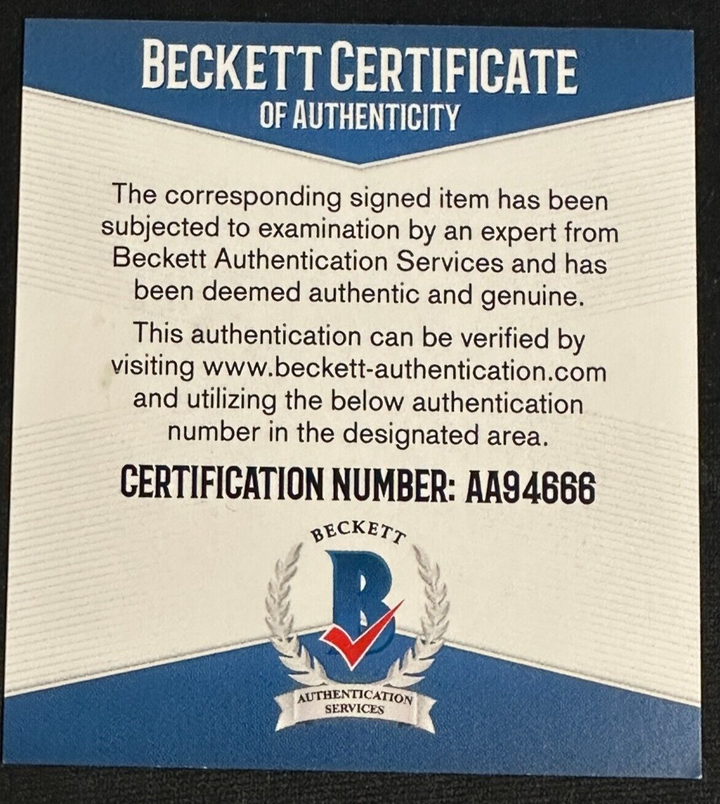 BECKETT CERTIFICATE
OF AUTHENTICITY
The corresponding signed item has been
subjected to examination by an expert from
Beckett Authentication Services and has
been deemed authentic and genuine.
This authentication can be verified by
visiting www.beckett-authentication.com
and utilizing the below authentication
number in the designated area.
CERTIFICATION NUMBER: AA94666
BECKETT
B
AUTHENTICATION
SERVICES